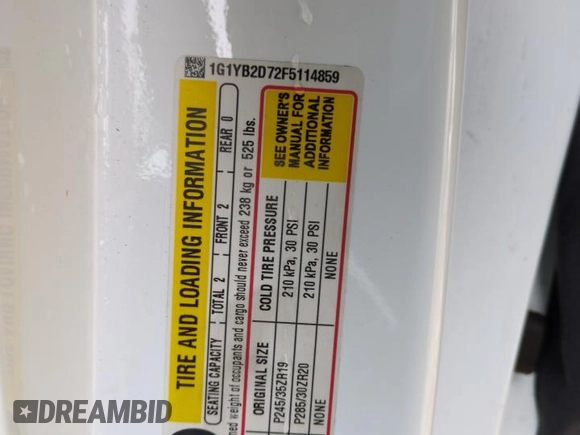 1G1YB2D72F5114859
TIRE AND LOADING INFORMATION
SEATING CAPACITY TOTAL 2 FRONT 2 REAR 0
weight of occupants and cargo should never exceed 238 kg or 525 lbs.
ORIGINAL SIZE COLD TIRE PRESSURE
P245/35ZR19 210 kPa, 30 PSI
P285/30ZR20 210 kPa, 30 PSI
NONE NONE
SEE OWNER'S
MANUAL FOR
ADDITIONAL
INFORMATION
DREAMBID